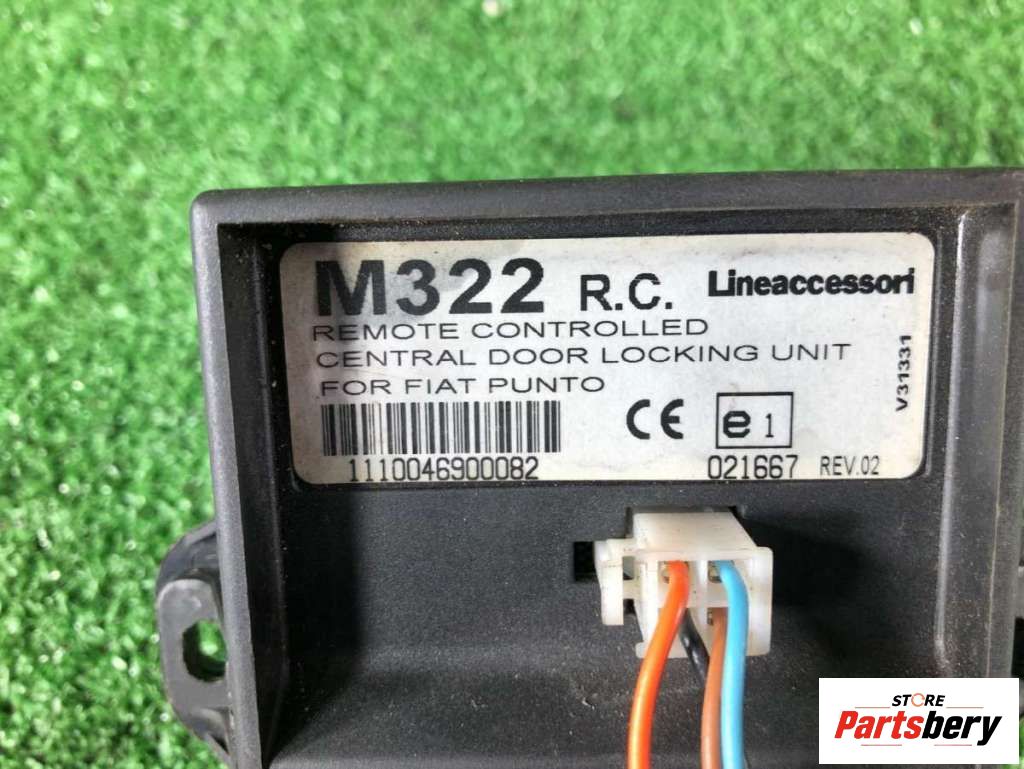 M322 R.C. Lineaccessori
REMOTE CONTROLLED
CENTRAL DOOR LOCKING UNIT
FOR FIAT PUNTO
V31331
CE e1
1110046900082
021667 REV.02
STORE
Partsbery